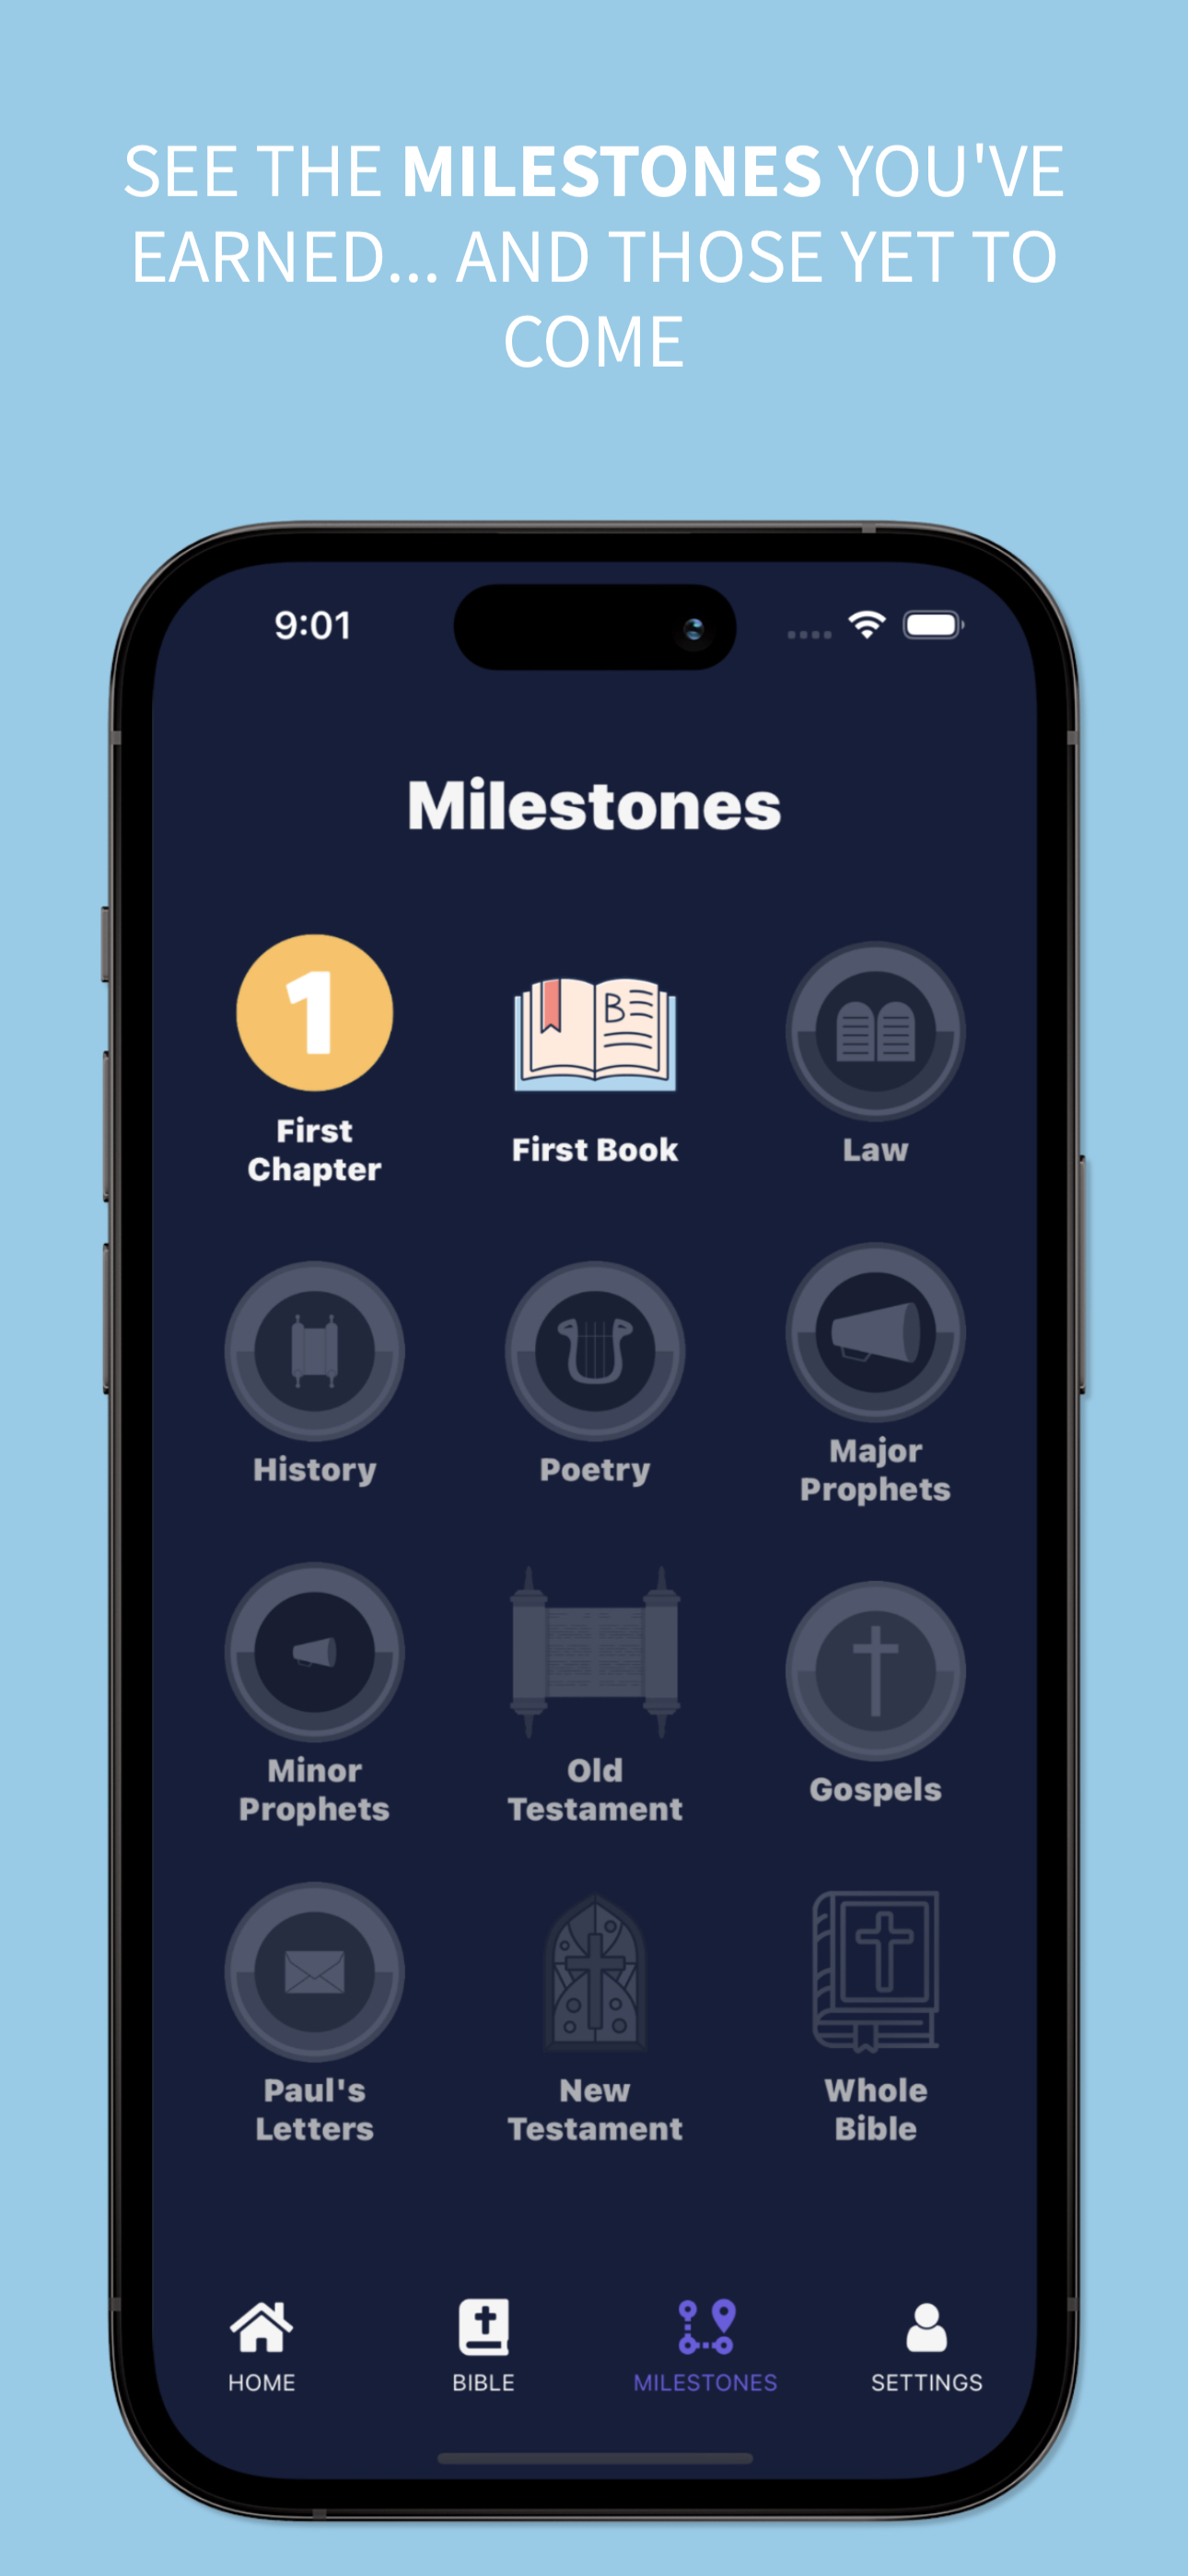 SEE THE MILESTONES YOU'VE
EARNED... AND THOSE YET TO
COME
9:01
Milestones
1
B
First
Chapter
First Book
Law
History
Poetry
Major
Prophets
Minor
Prophets
Old
Testament
Gospels
Paul's
Letters
New
Testament
Whole
Bible
HOME
BIBLE
MILESTONES
SETTINGS